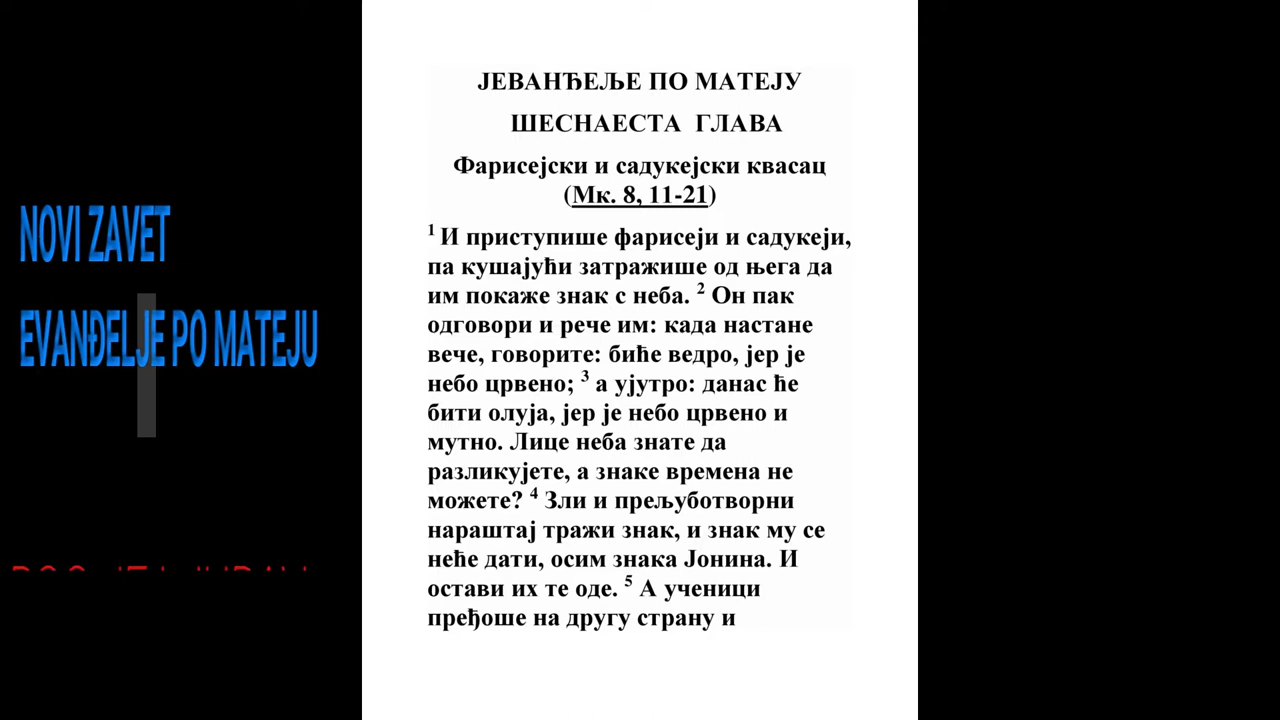 NOVI ZAVET
EVANĐELJE PO MATEJU
ЈЕВАНЂЕЉЕ ПО МАТЕЈУ
ШЕСНАЕСТА ГЛАВА
Фарисејски и садукејски квасац
(Мк. 8, 11-21)
1 И приступише фарисеји и садукеји,
па кушајући затражише од њега да
им покаже знак с неба. 2 Он пак
одговори и рече им: када настане
вече, говорите: биће ведро, јер је
небо црвено; 3 а ујутро: данас ће
бити олуја, јер је небо црвено и
мутно. Лице неба знате да
разликујете, а знаке времена не
можете? 4 Зли и прељуботворни
нараштај тражи знак, и знак му се
неће дати, осим знака Јонина. И
остави их те оде. 5 А ученици
пређоше на другу страну и